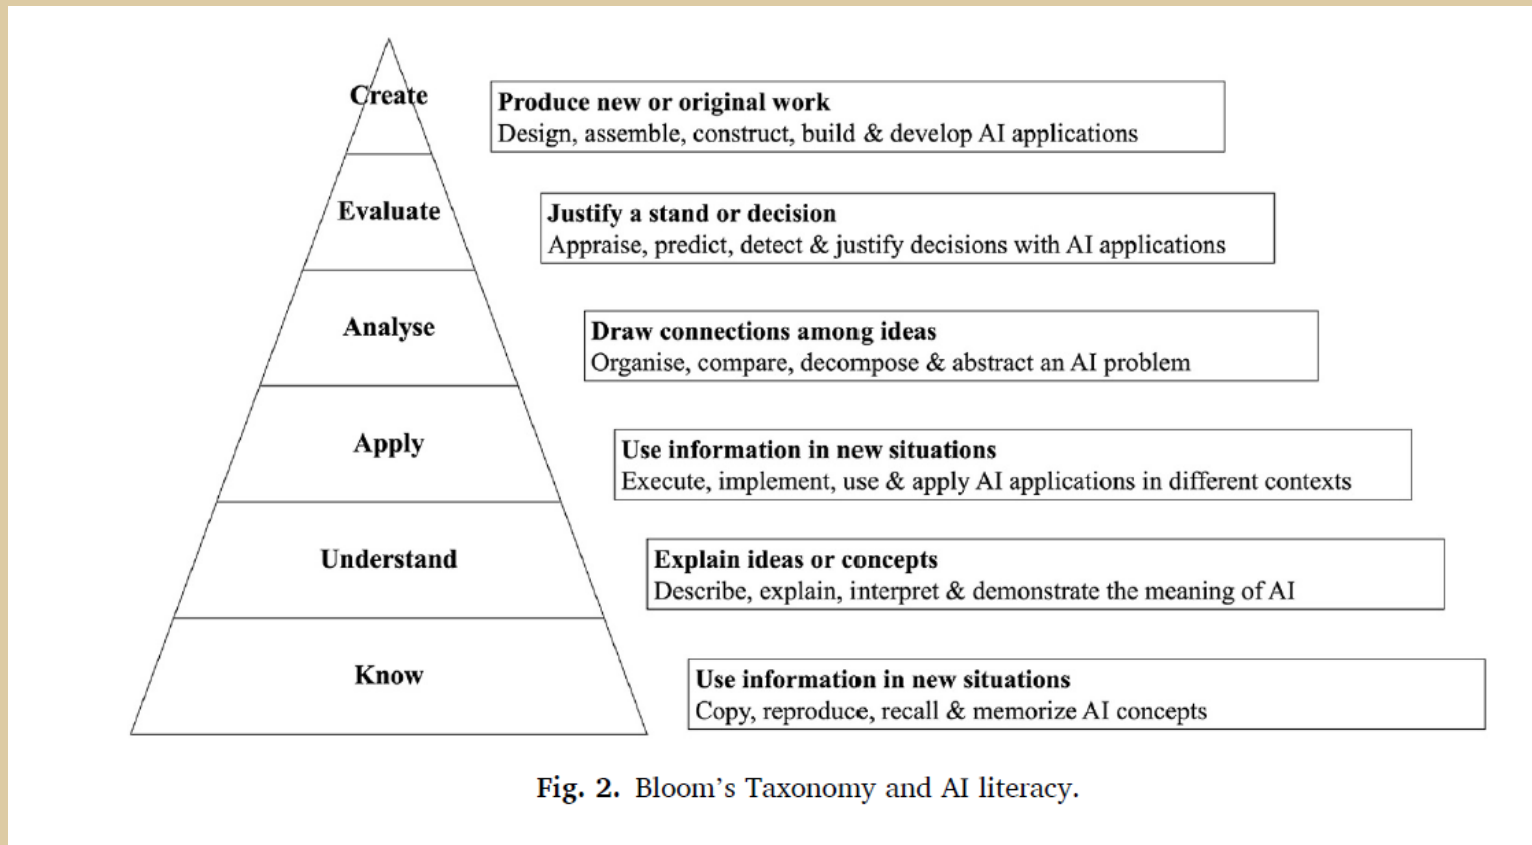 Create
Produce new or original work
Design, assemble, construct, build & develop AI applications
Evaluate
Justify a stand or decision
Appraise, predict, detect & justify decisions with AI applications
Analyse
Draw connections among ideas
Organise, compare, decompose & abstract an AI problem
Apply
Use information in new situations
Execute, implement, use & apply AI applications in different contexts
Understand
Explain ideas or concepts
Describe, explain, interpret & demonstrate the meaning of AI
Know
Use information in new situations
Copy, reproduce, recall & memorize AI concepts
Fig. 2. Bloom's Taxonomy and AI literacy.